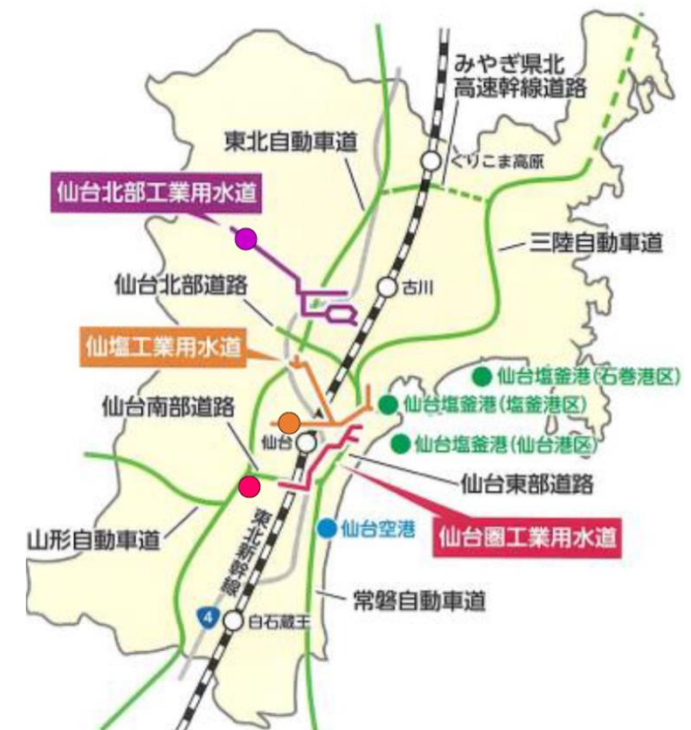 みやぎ県北
高速幹線道路
東北自動車道
くりこま高原
仙台北部工業用水道
三陸自動車道
仙台北部道路
古川
仙塩工業用水道
仙台塩釜港(石巻港区)
仙台南部道路
仙台塩釜港(塩釜港区)
仙台
仙台塩釜港(仙台港区)
仙台東部道路
山形自動車道
東北新幹線
仙台空港
仙台圏工業用水道
常磐自動車道
4
白石蔵王